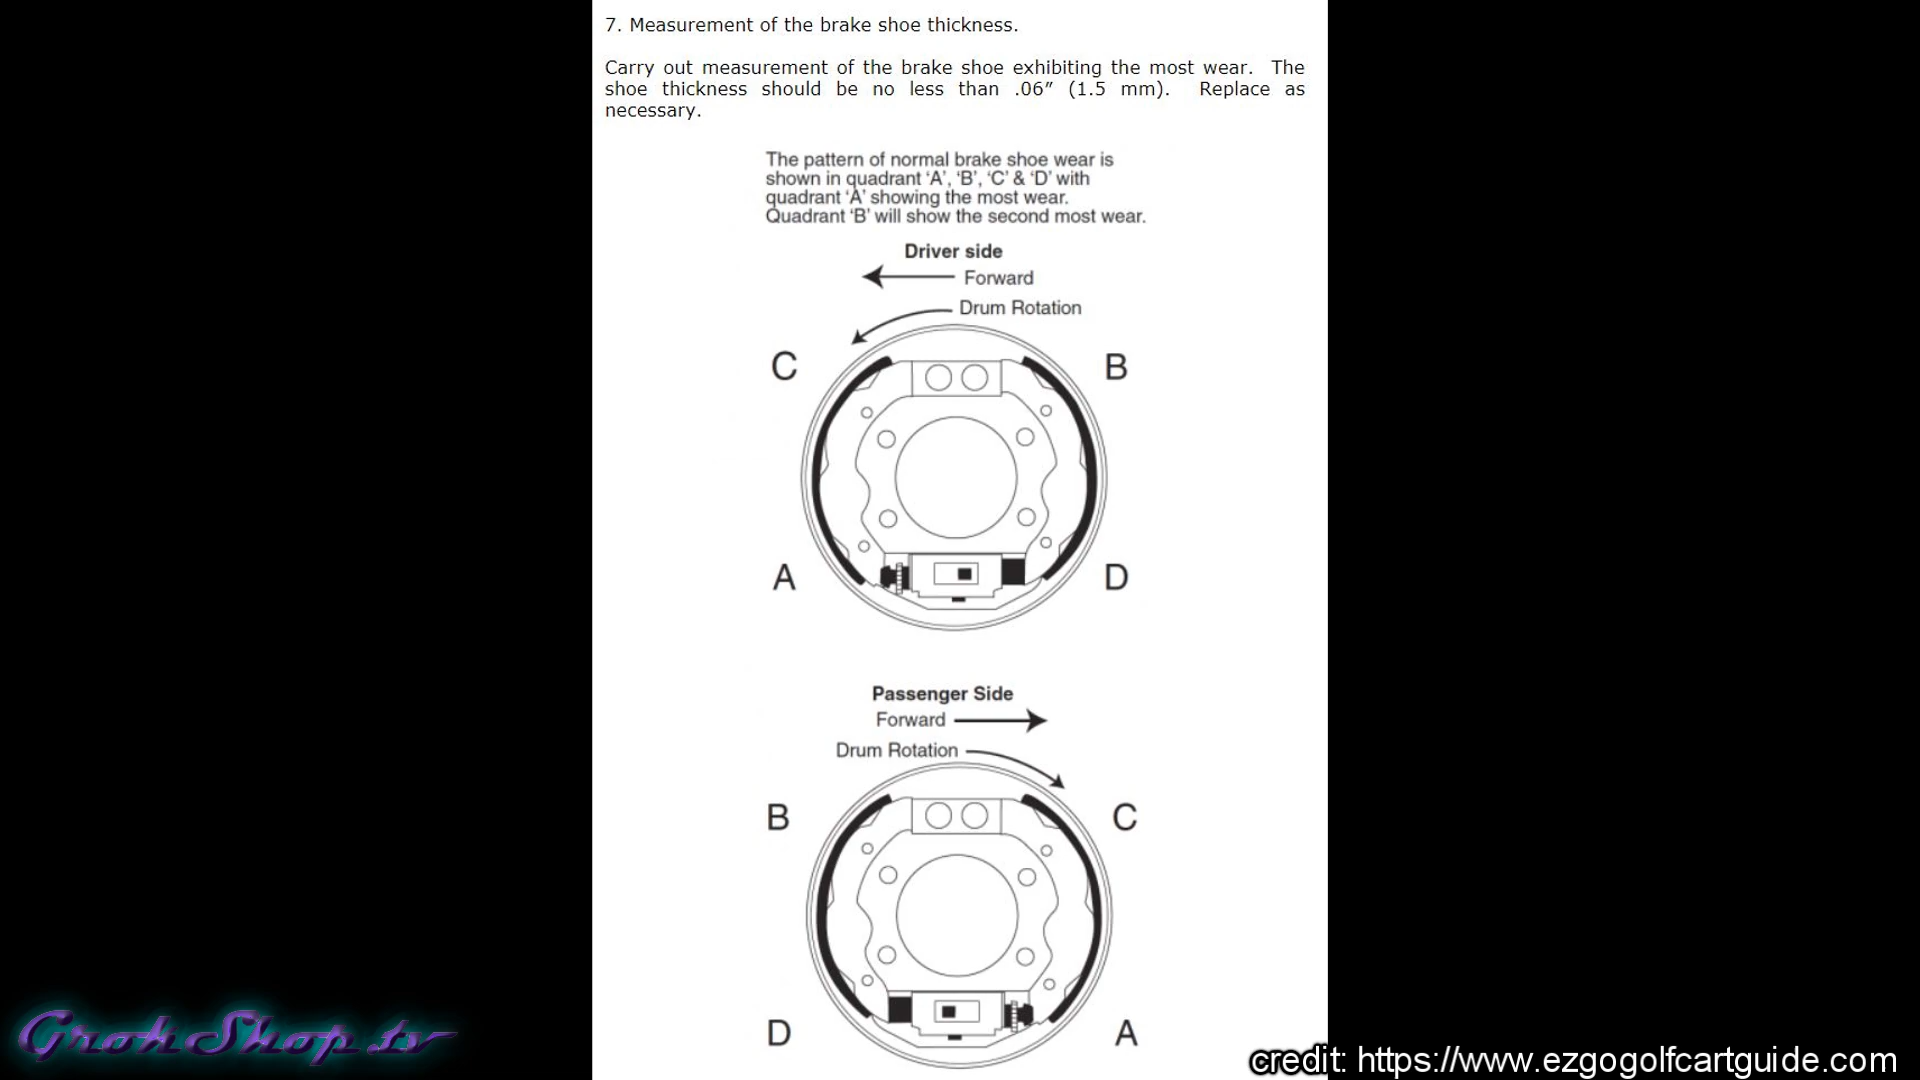 7. Measurement of the brake shoe thickness.
Carry out measurement of the brake shoe exhibiting the most wear. The
shoe thickness should be no less than .06” (1.5 mm). Replace as
necessary.
The pattern of normal brake shoe wear is
shown in quadrant ‘A’, ‘B’, ‘C’ & ‘D’ with
quadrant ‘A’ showing the most wear.
Quadrant ‘B’ will show the second most wear.
Driver side
Forward
Drum Rotation
C
B
A
D
Passenger Side
Forward
Drum Rotation
B
C
D
A
GrokShop.tv
credit: https://www.ezgogolfcartguide.com